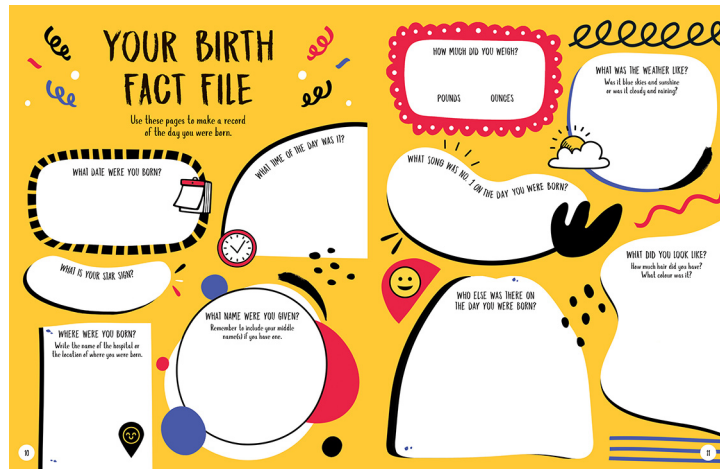 YOUR BIRTH
FACT FILE
Use these pages to make a record
of the day you were born.
WHAT DATE WERE YOU BORN?
WHAT TIME OF THE DAY WAS IT?
WHAT IS YOUR STAR SIGN?
WHERE WERE YOU BORN?
Write the name of the hospital or
the location of where you were born.
WHAT NAME WERE YOU GIVEN?
Remember to include your middle
name(s) if you have one.
10
HOW MUCH DID YOU WEIGH?
POUNDS OUNCES
WHAT WAS THE WEATHER LIKE?
Was it blue skies and sunshine
or was it cloudy and raining?
WHAT SONG WAS NO. 1 ON THE DAY YOU WERE BORN?
WHAT DID YOU LOOK LIKE?
How much hair did you have?
What colour was it?
WHO ELSE WAS THERE ON
THE DAY YOU WERE BORN?
11